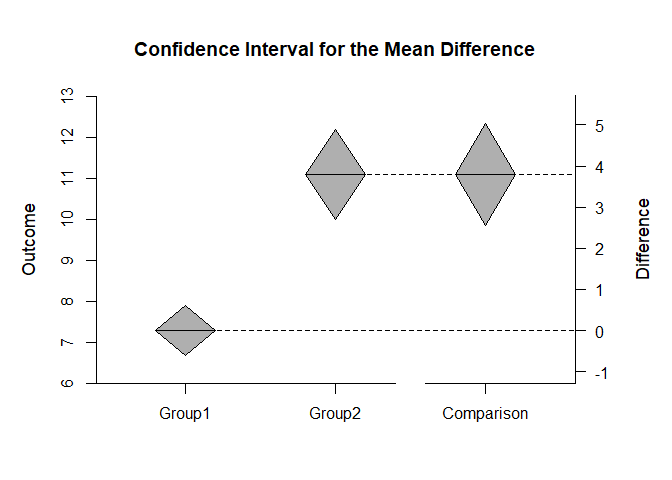 Confidence Interval for the Mean Difference
Outcome
13
12
11
10
9
8
7
6
5
4
3
2
1
0
-1
Difference
Group1
Group2
Comparison